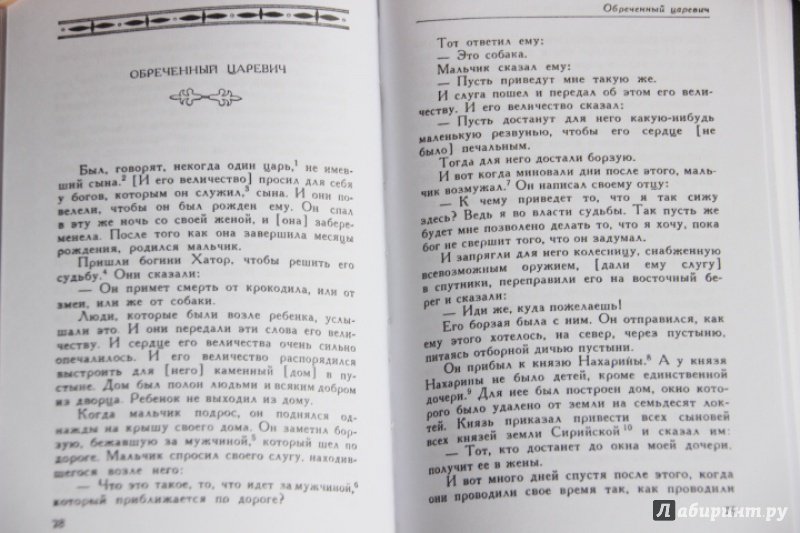 ОБРЕЧЕННЫЙ ЦАРЕВИЧ
Был, говорят, некогда один царь,¹ не имев-
ший сына.² [И его величество] просил для себя
у богов, которым он служил,³ сына. И они по-
велели, чтобы он был рожден ему. Он спал
в эту же ночь со своей женой, и [она] забере-
менела. После того как она завершила месяцы
рождения, родился мальчик.
Пришли богини Хатор, чтобы решить его
судьбу.⁴ Они сказали:
— Он примет смерть от крокодила, или от
змеи, или же от собаки.
Люди, которые были возле ребенка, услы-
шали это. И они передали эти слова его вели-
честву. И сердце его величества очень сильно
опечалилось. И его величество распорядился
выстроить для [него] каменный [дом] в пу-
стыне. Дом был полон людьми и всяким добром
из дворца. Ребенок не выходил из дому.
Когда мальчик подрос, он поднялся од-
нажды на крышу своего дома. Он заметил бор-
зую, бежавшую за мужчиной,⁵ который шел по
дороге. Мальчик спросил своего слугу, находив-
шегося возле него:
— Что это такое, то, что идет за мужчиной,⁶
который приближается по дороге?
78
Обреченный царевич
Тот ответил ему:
— Это собака.
Мальчик сказал ему:
— Пусть приведут мне такую же.
И слуга пошел и передал об этом его вели-
честву. И его величество сказал:
— Пусть достанут для него какую-нибудь
маленькую резвунью, чтобы его сердце [не
было] печальным.
Тогда для него достали борзую.
И вот когда миновали дни после этого, маль-
чик возмужал.⁷ Он написал своему отцу:
— К чему приведет то, что я так сижу
здесь? Ведь я во власти судьбы. Так пусть же
будет мне позволено делать то, что я хочу, пока
бог не свершит того, что он задумал.
И запрягли для него колесницу, снабженную
всевозможным оружием, [дали ему слугу]
в спутники, переправили его на восточный бе-
рег и сказали:
— Иди же, куда пожелаешь!
Его борзая была с ним. Он отправился, как
ему этого хотелось, на север, через пустыню,
питаясь отборной дичью пустыни.
Он прибыл к князю Нахарины.⁸ А у князя
Нахарины не было детей, кроме единственной
дочери.⁹ Для нее был построен дом, окно кото-
рого было удалено от земли на семьдесят лок-
тей. Князь приказал привести всех сыновей
всех князей земли Сирийской¹⁰ и сказал им:
— Тот, кто достанет до окна моей дочери,
получит ее в жены.
И вот много дней спустя после этого, когда
они проводили свое время так, как проводили
Лабиринт.ру